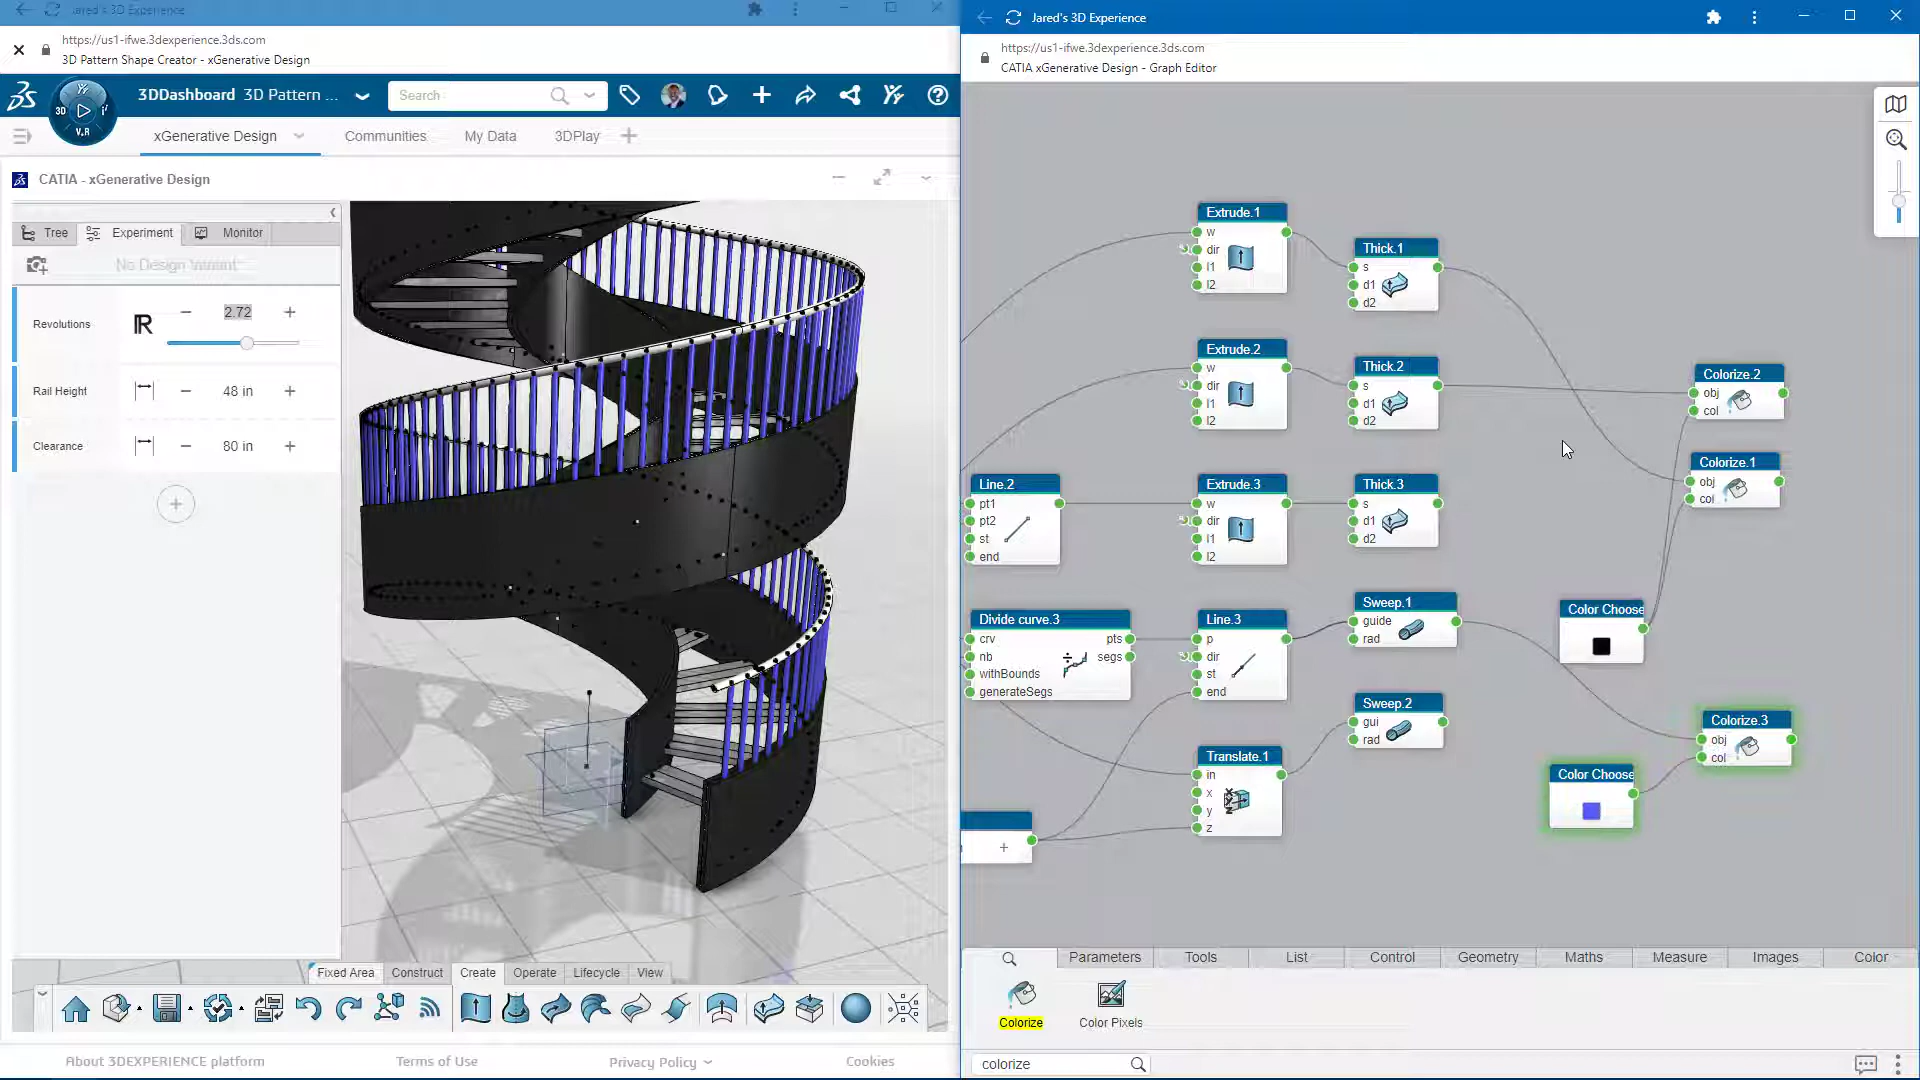 Jared's 3D Experience
https://us1-ifwe.3dexperience.3ds.com
3D Pattern Shape Creator - xGenerative Design
3D
V.R
3DDashboard 3D Pattern ...
Search
xGenerative Design
Communities
My Data
3DPlay
CATIA - xGenerative Design
Tree
Experiment
Monitor
No Design Variant
Revolutions
R
2.72
Rail Height
48 in
Clearance
80 in
Fixed Area
Construct
Create
Operate
Lifecycle
View
About 3DEXPERIENCE platform
Terms of Use
Privacy Policy
Cookies
Jared's 3D Experience
https://us1-ifwe.3dexperience.3ds.com
CATIA xGenerative Design - Graph Editor
Extrude.1
w
dir
l1
l2
Thick.1
s
d1
d2
Extrude.2
w
dir
l1
l2
Thick.2
s
d1
d2
Colorize.2
obj
col
Colorize.1
obj
col
Line.2
pt1
pt2
st
end
Extrude.3
w
dir
l1
l2
Thick.3
s
d1
d2
Divide curve.3
crv
nb
withBounds
generateSegs
pts
segs
Line.3
p
dir
st
end
Sweep.1
guide
rad
Color Choose
Sweep.2
gui
rad
Colorize.3
obj
col
Translate.1
in
x
y
z
Color Choose
Parameters
Tools
List
Control
Geometry
Maths
Measure
Images
Color
Colorize
Color Pixels
colorize